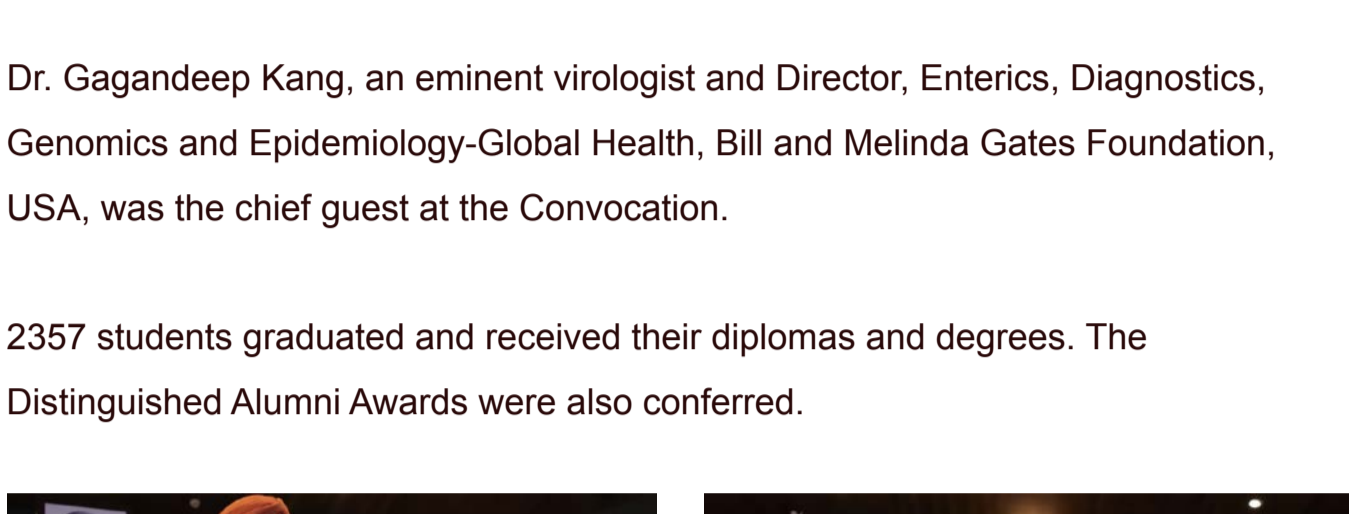 Dr. Gagandeep Kang, an eminent virologist and Director, Enterics, Diagnostics,
Genomics and Epidemiology-Global Health, Bill and Melinda Gates Foundation,
USA, was the chief guest at the Convocation.
2357 students graduated and received their diplomas and degrees. The
Distinguished Alumni Awards were also conferred.